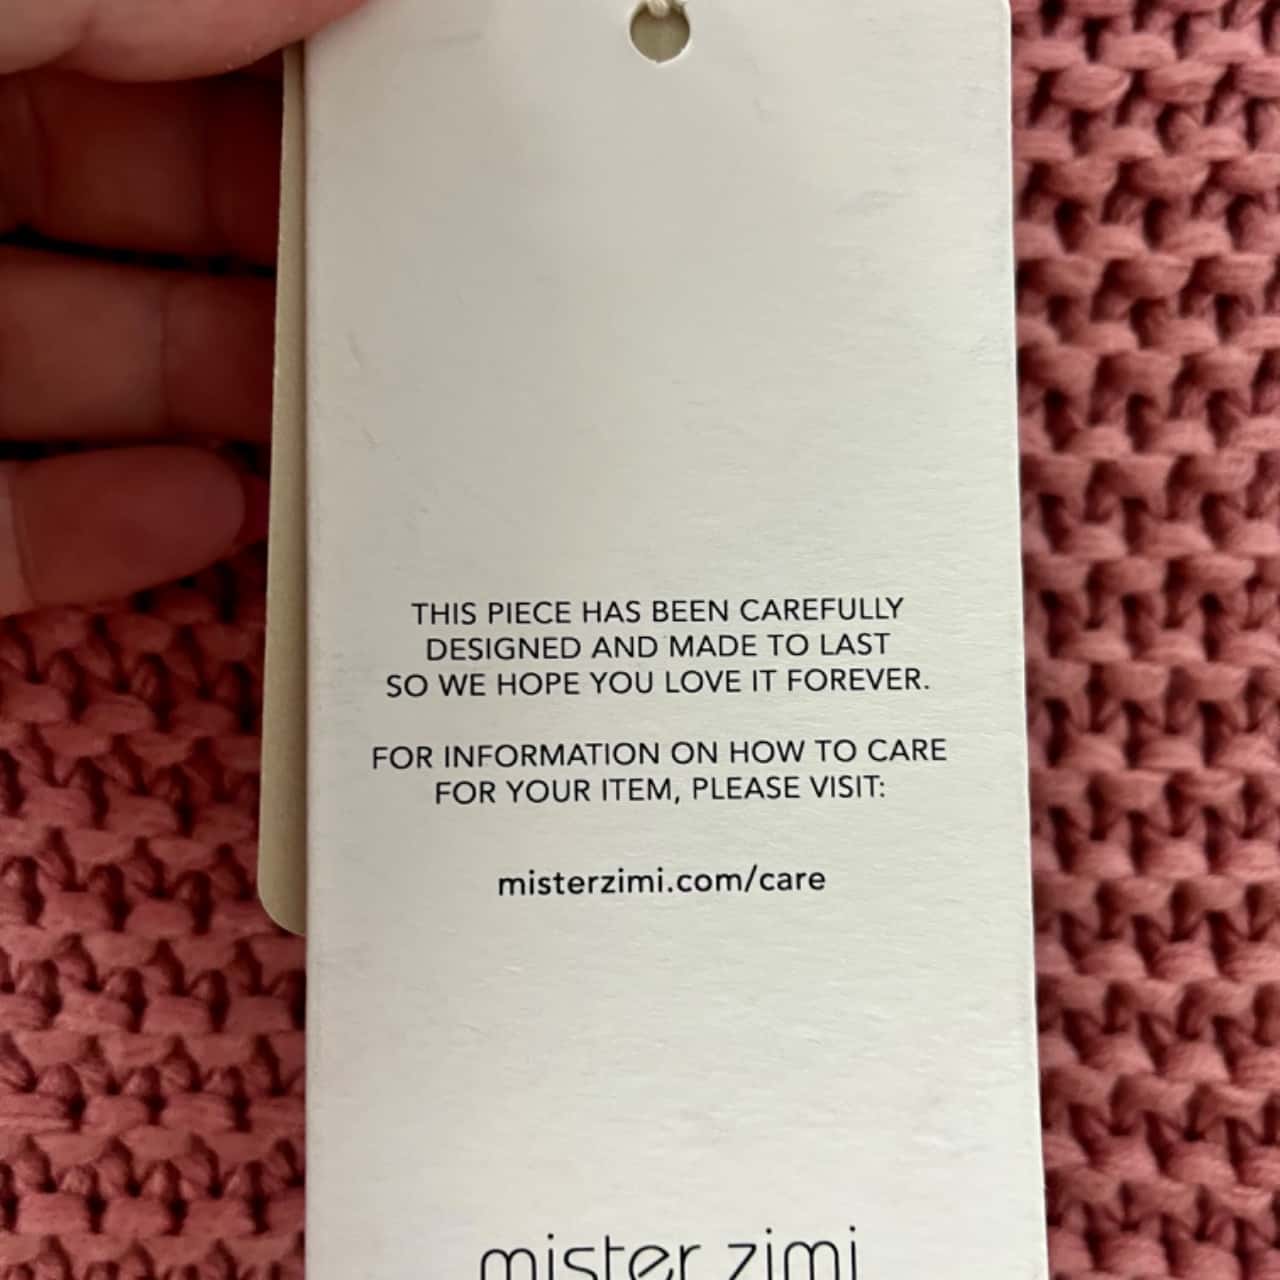 THIS PIECE HAS BEEN CAREFULLY
DESIGNED AND MADE TO LAST
SO WE HOPE YOU LOVE IT FOREVER.
FOR INFORMATION ON HOW TO CARE
FOR YOUR ITEM, PLEASE VISIT:
misterzimi.com/care
mister zimi